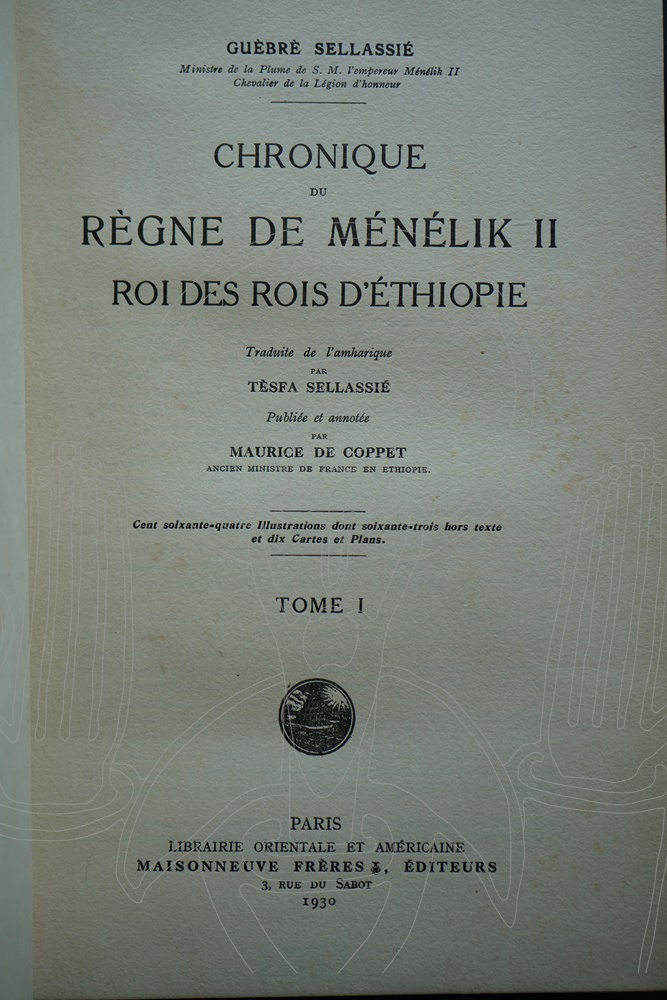 GUÈBRÈ SELLASSIÉ
Ministre de la Plume de S. M. l'empereur Ménélik II
Chevalier de la Légion d'honneur
CHRONIQUE
DU
RÈGNE DE MÉNÉLIK II
ROI DES ROIS D'ÉTHIOPIE
Traduite de l'amharique
PAR
TÈSFA SELLASSIÉ
Publiée et annotée
PAR
MAURICE DE COPPET
ANCIEN MINISTRE DE FRANCE EN ETHIOPIE.
Cent soixante-quatre Illustrations dont soixante-trois hors texte
et dix Cartes et Plans.
TOME I
PARIS
LIBRAIRIE ORIENTALE ET AMÉRICAINE
MAISONNEUVE FRÈRES, ÉDITEURS
3, RUE DU SABOT
1930